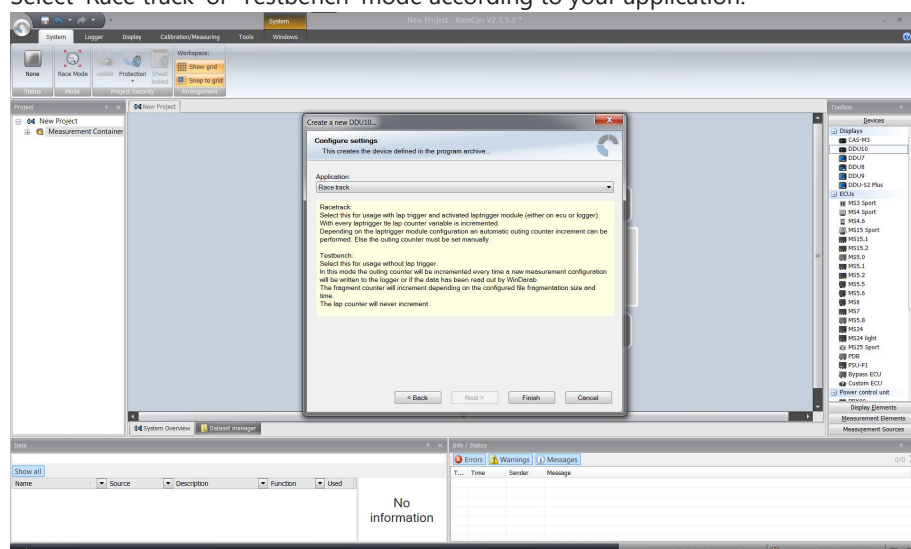 Select 'Race track' or 'Testbench' mode according to your application.
System
New Project - RaceCon V2.5.5.0 *
System Logger Display Calibration/Measuring Tools Windows
None
Race Mode
visible
Protection
Sheet locked
Workspace:
Show grid
Snap to grid
Status
Mode
Project Security
Arrangement
Project
New Project
Toolbox
New Project
Measurement Container
Create a new DDU10...
Configure settings
This creates the device defined in the program archive...
Application:
Race track
Racetrack:
Select this for usage with lap trigger and activated laptrigger module (either on ecu or logger).
With every laptrigger tle lap counter variable is incremented.
Depending on the laptrigger module configuration an automatic outing counter increment can be
performed. Else the outing counter must be set manually.
Testbench:
Select this for usage without lap trigger.
In this mode the outing counter will be incremented every time a new measurement configuration
will be written to the logger or if the data has been read out by WinDarab.
The fragment counter will increment depending on the configured file fragmentation size and
time.
The lap counter will never increment.
< Back
Next >
Finish
Cancel
Devices
Displays
CAS-M3
DDU10
DDU7
DDU8
DDU9
DDU-S2 Plus
ECUs
MS3 Sport
MS4 Sport
MS4.6
MS15 Sport
MS15.1
MS15.2
MS5.0
MS5.1
MS5.2
MS5.5
MS5.6
MS6
MS7
MS5.8
MS24
MS24 light
MS25 Sport
PDB
PSU-F1
Bypass ECU
Custom ECU
Power control unit
Display Elements
Measurement Elements
Measurement Sources
System Overview
Dataset manager
Data
Show all
Name Source Description Function Used
No
information
Info / Status
Errors Warnings Messages
0/0
T... Time Sender Message